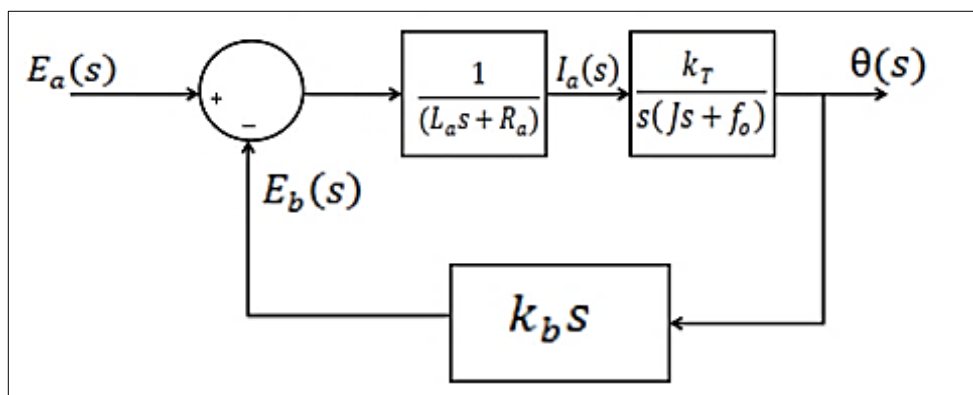 E_a(s)
+
−
1
(L_a s + R_a)
I_a(s)
k_T
s(Js + f_o)
θ(s)
E_b(s)
k_b s